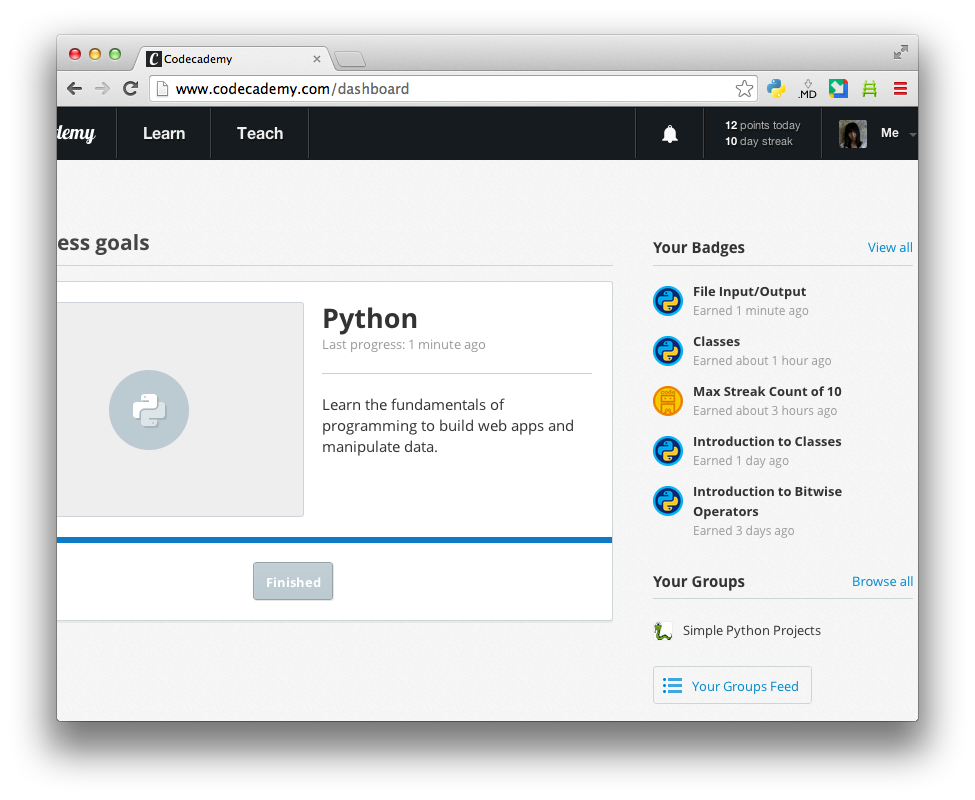 Codecademy
www.codecademy.com/dashboard
.MD
demy
Learn
Teach
12 points today
10 day streak
Me
ess goals
Python
Last progress: 1 minute ago
Learn the fundamentals of
programming to build web apps and
manipulate data.
Finished
Your Badges
View all
File Input/Output
Earned 1 minute ago
Classes
Earned about 1 hour ago
Max Streak Count of 10
Earned about 3 hours ago
Introduction to Classes
Earned 1 day ago
Introduction to Bitwise
Operators
Earned 3 days ago
Your Groups
Browse all
Simple Python Projects
Your Groups Feed